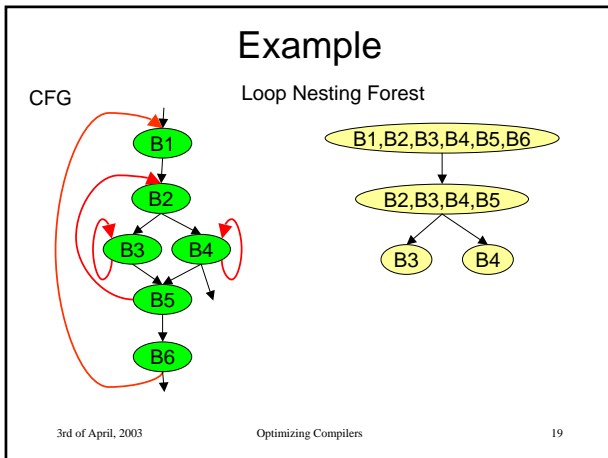 Example
CFG
Loop Nesting Forest
B1
B2
B3
B4
B5
B6
B1,B2,B3,B4,B5,B6
B2,B3,B4,B5
B3
B4
3rd of April, 2003
Optimizing Compilers
19